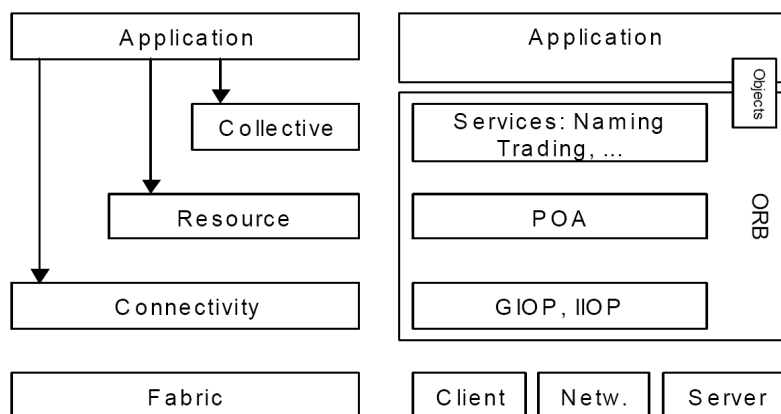 Application
Collective
Resource
Connectivity
Fabric
Application
Objects
Services: Naming
Trading, ...
POA
ORB
GIOP, IIOP
Client
Netw.
Server